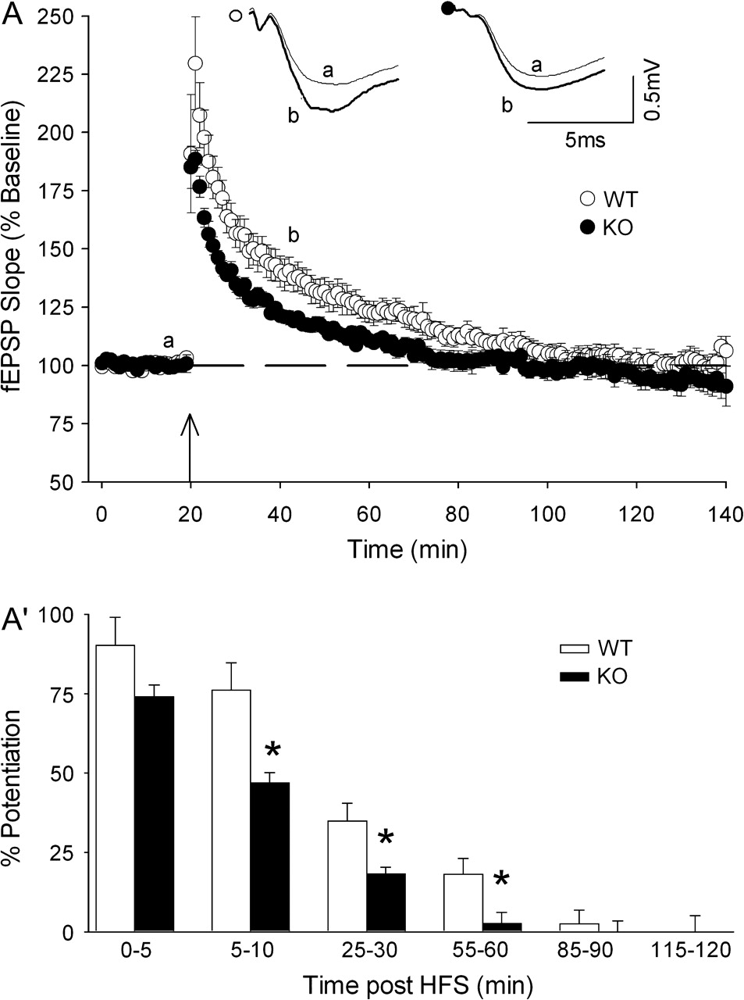 A
fEPSP Slope (% Baseline)
250
225
200
175
150
125
100
75
50
a
b
a
b
0.5mV
5ms
WT
KO
b
a
0 20 40 60 80 100 120 140
Time (min)
A'
% Potentiation
100
75
50
25
0
WT
KO
*
*
*
0-5 5-10 25-30 55-60 85-90 115-120
Time post HFS (min)